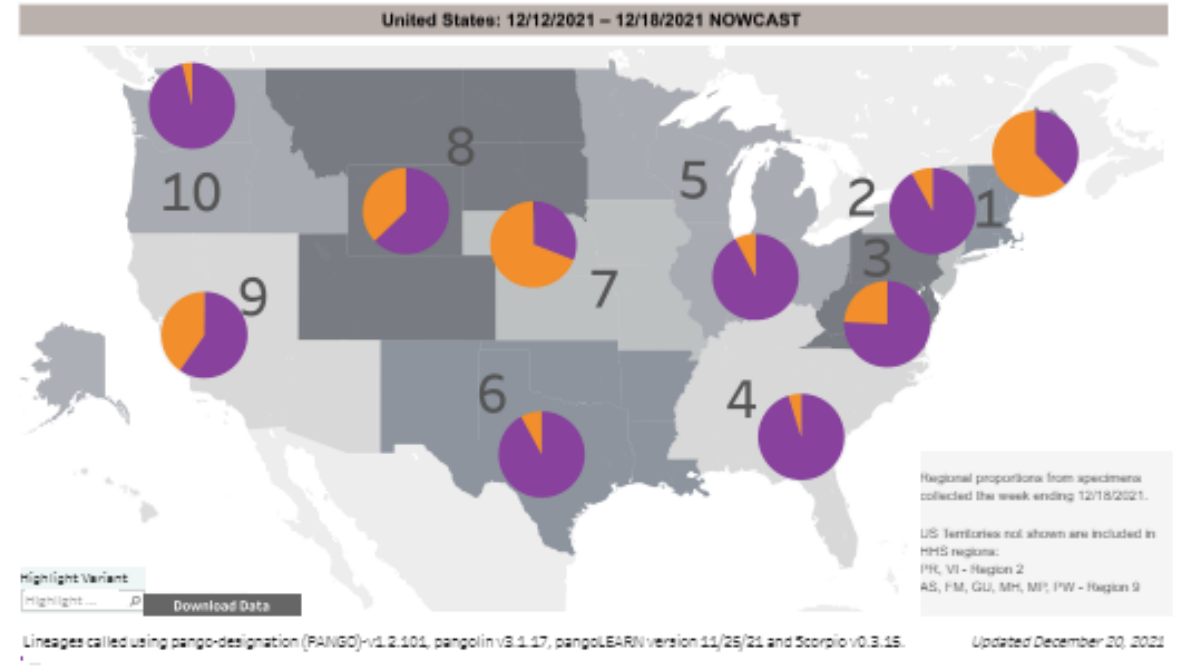 United States: 12/12/2021 – 12/18/2021 NOWCAST
8
10
5
2
1
3
9
7
6
4
Regional proportions from specimens
collected the week ending 12/18/2021.
US Territories not shown are included in
HHS regions:
PR, VI - Region 2
AS, FM, GU, MH, MP, PW - Region 9
Highlight Variant
Highlight ...
Download Data
Lineages called using pango-designation (PANGO)-v1.2.101, pangolin v3.1.17, pangoLEARN version 11/25/21 and Scorpio v0.3.15.
Updated December 20, 2021